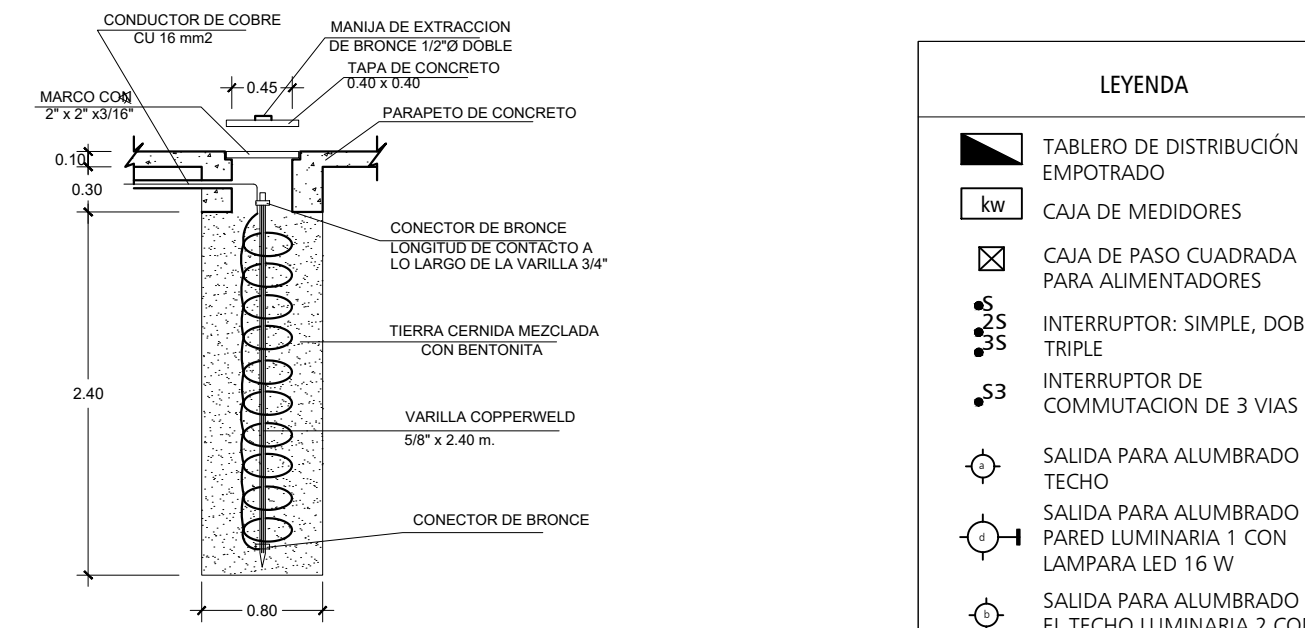 CONDUCTOR DE COBRE
CU 16 mm2
MANIJA DE EXTRACCION
DE BRONCE 1/2"Ø DOBLE
TAPA DE CONCRETO
0.40 x 0.40
0.45
MARCO CON
2" x 2" x3/16"
PARAPETO DE CONCRETO
0.10
0.30
CONECTOR DE BRONCE
LONGITUD DE CONTACTO A
LO LARGO DE LA VARILLA 3/4"
TIERRA CERNIDA MEZCLADA
CON BENTONITA
2.40
VARILLA COPPERWELD
5/8" x 2.40 m.
CONECTOR DE BRONCE
0.80
LEYENDA
TABLERO DE DISTRIBUCIÓN
EMPOTRADO
kw
CAJA DE MEDIDORES
CAJA DE PASO CUADRADA
PARA ALIMENTADORES
S
2S
3S
INTERRUPTOR: SIMPLE, DOB
TRIPLE
S3
INTERRUPTOR DE
COMMUTACION DE 3 VIAS
a
SALIDA PARA ALUMBRADO
TECHO
d
SALIDA PARA ALUMBRADO
PARED LUMINARIA 1 CON
LAMPARA LED 16 W
b
SALIDA PARA ALUMBRADO
EL TECHO LUMINARIA 2 CON